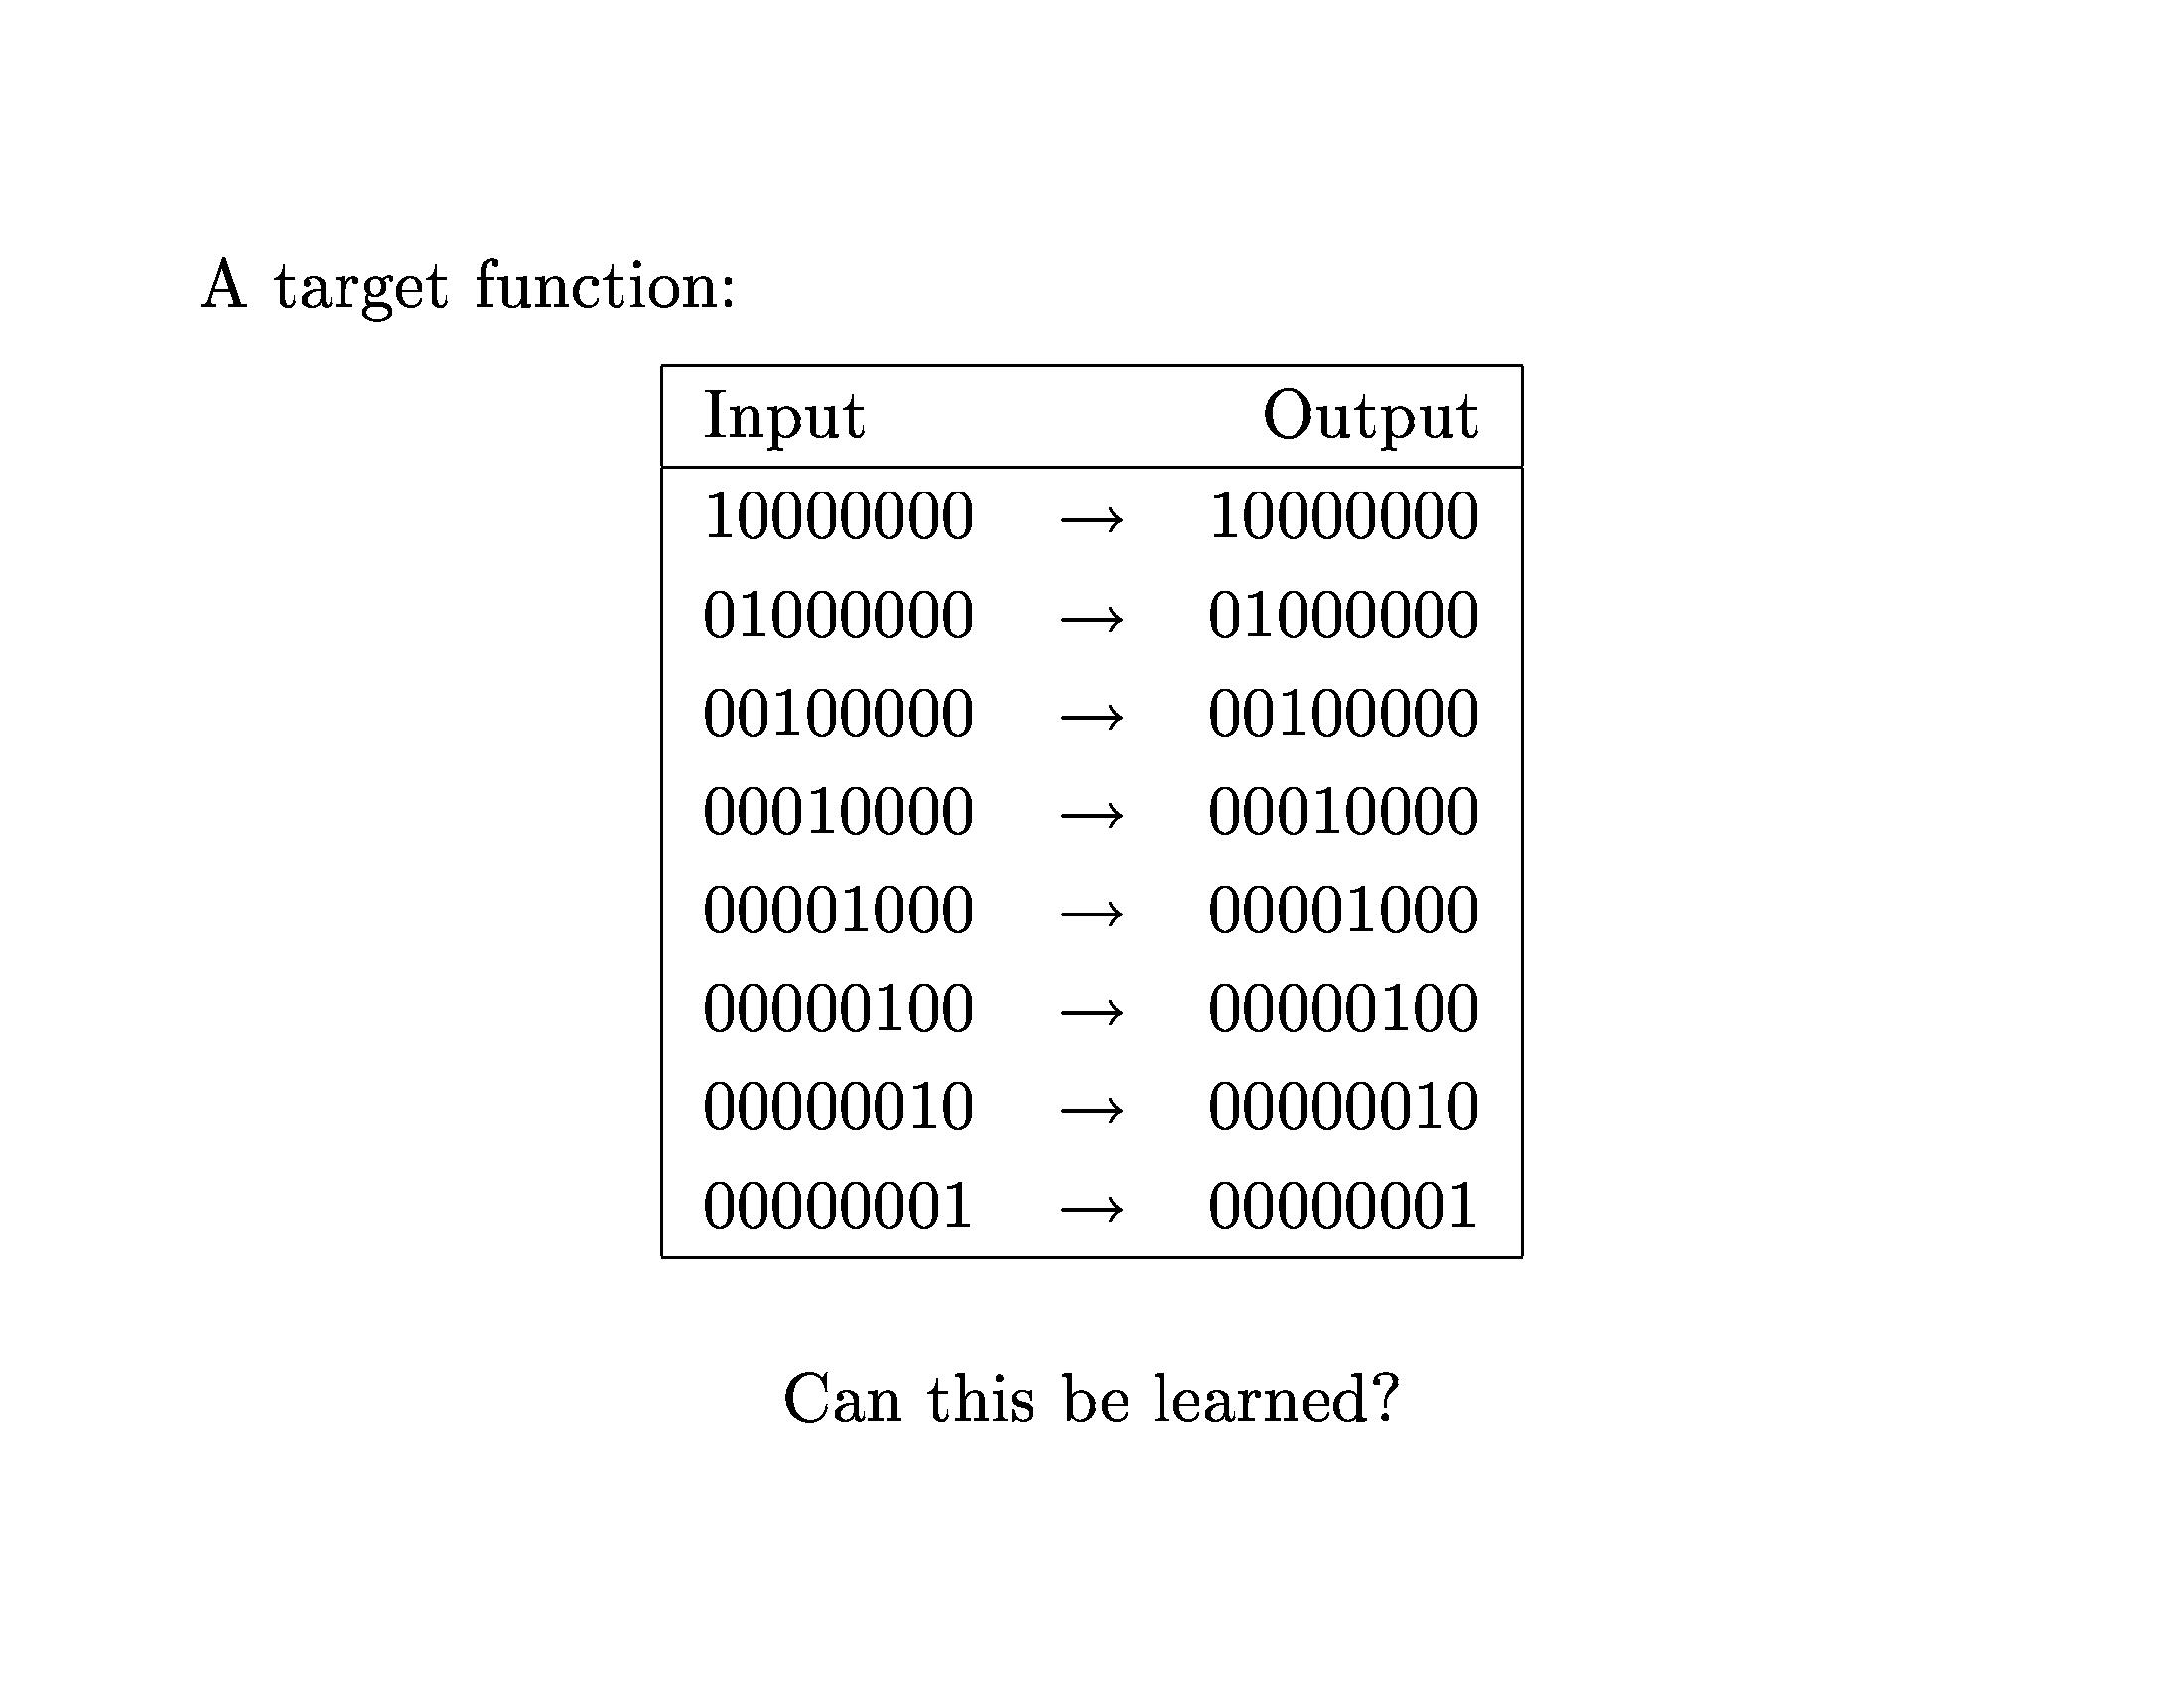 A target function:
Input Output
10000000 → 10000000
01000000 → 01000000
00100000 → 00100000
00010000 → 00010000
00001000 → 00001000
00000100 → 00000100
00000010 → 00000010
00000001 → 00000001
Can this be learned?